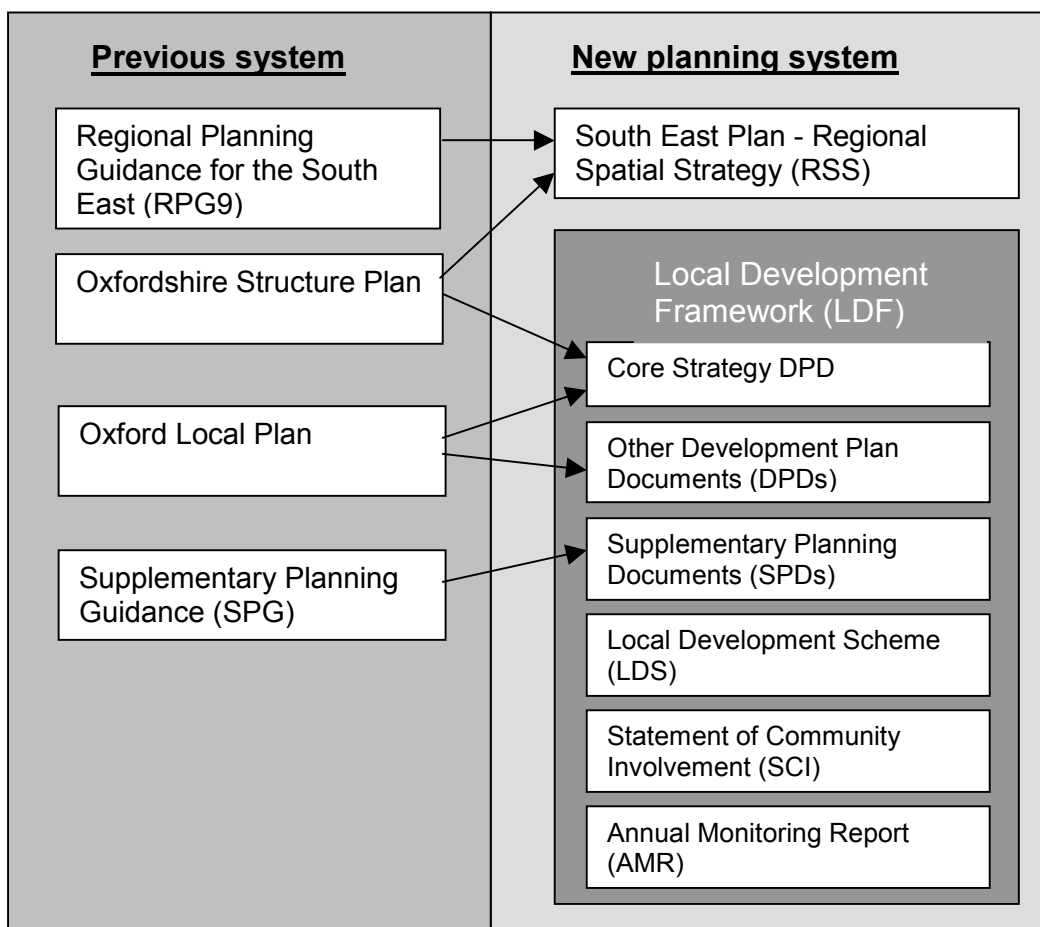 Previous system
Regional Planning
Guidance for the South
East (RPG9)
Oxfordshire Structure Plan
Oxford Local Plan
Supplementary Planning
Guidance (SPG)
New planning system
South East Plan - Regional
Spatial Strategy (RSS)
Local Development
Framework (LDF)
Core Strategy DPD
Other Development Plan
Documents (DPDs)
Supplementary Planning
Documents (SPDs)
Local Development Scheme
(LDS)
Statement of Community
Involvement (SCI)
Annual Monitoring Report
(AMR)